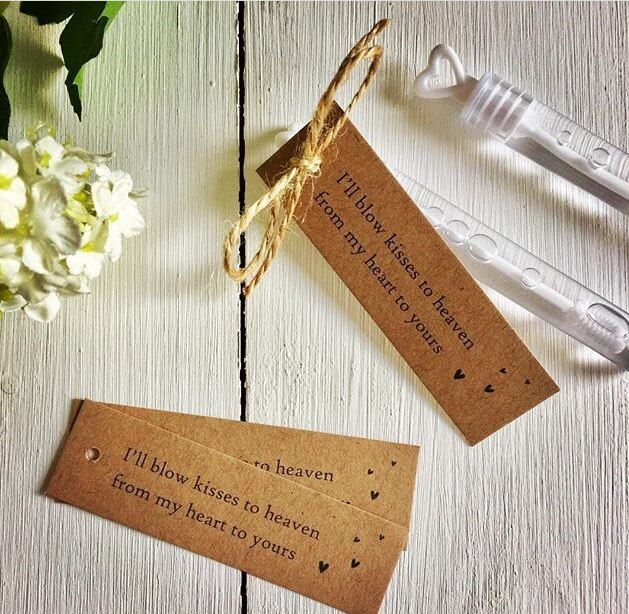 I'll blow kisses to heaven
from my heart to yours
to heaven
I'll blow kisses to heaven
from my heart to yours